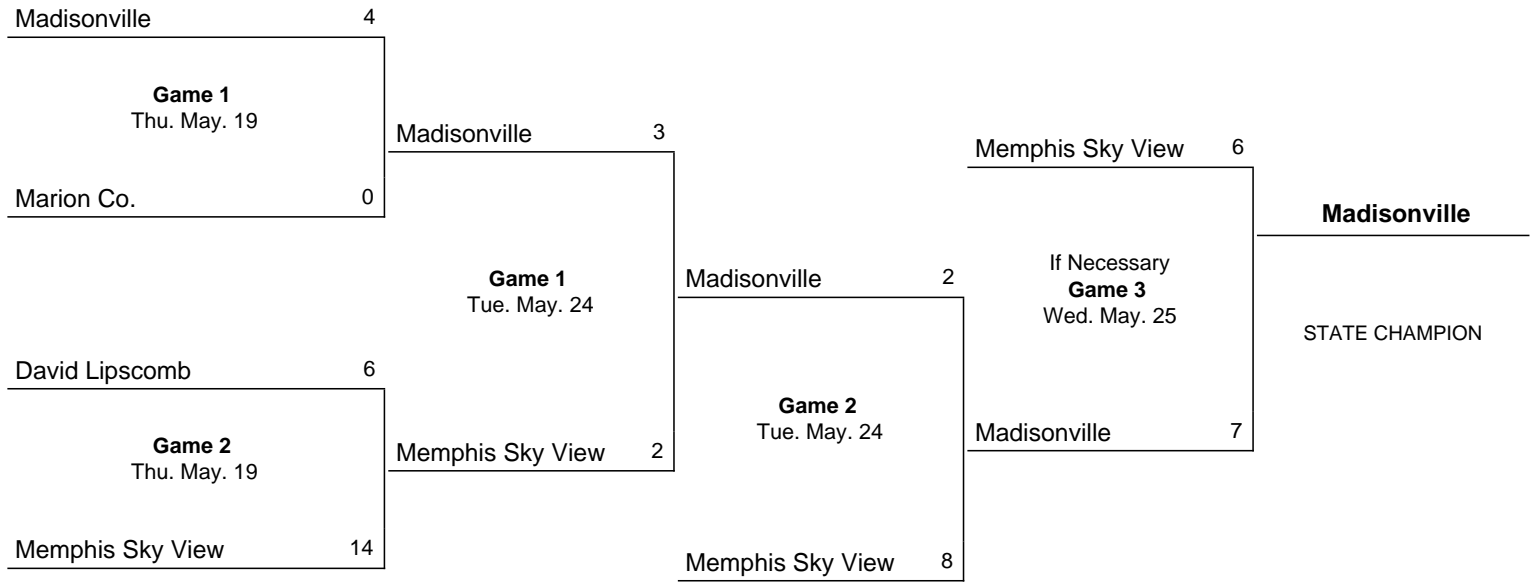 Madisonville 4
Game 1
Thu. May. 19
Marion Co. 0
David Lipscomb 6
Game 2
Thu. May. 19
Memphis Sky View 14
Madisonville 3
Game 1
Tue. May. 24
Memphis Sky View 2
Madisonville 2
Game 2
Tue. May. 24
Memphis Sky View 8
Memphis Sky View 6
If Necessary
Game 3
Wed. May. 25
Madisonville 7
Madisonville
STATE CHAMPION